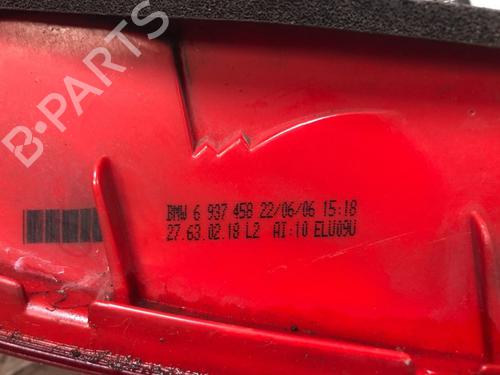 B-PARTS
BMW 6 937 458 22/06/06 15:18
27.63.02.18 L2 AI:10 ELU09U